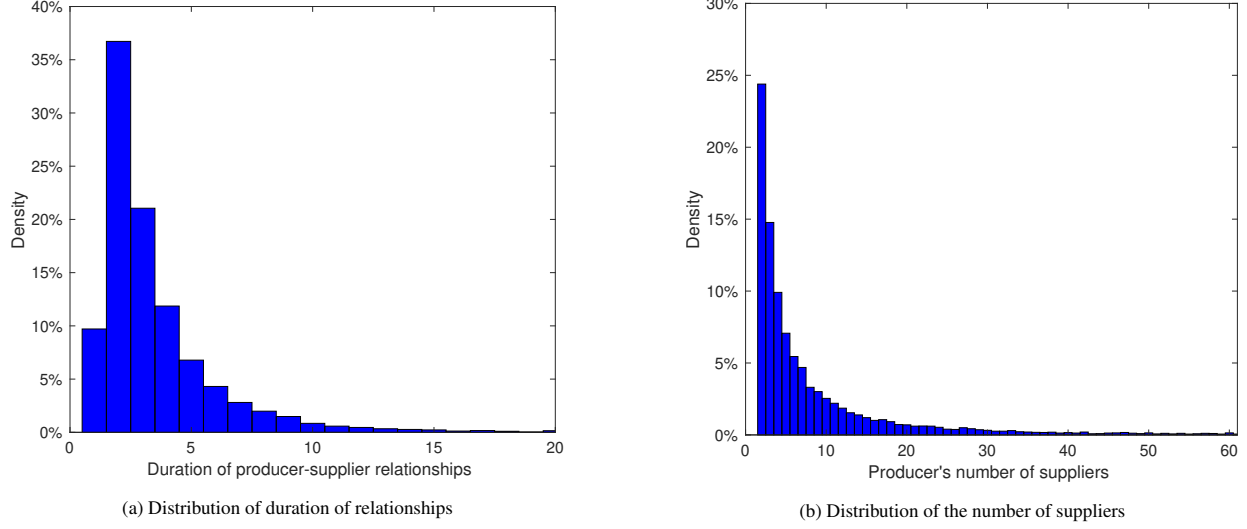 40%
35%
30%
25%
20%
15%
10%
5%
0%
Density
0 5 10 15 20
Duration of producer-supplier relationships
(a) Distribution of duration of relationships
30%
25%
20%
15%
10%
5%
0%
Density
0 10 20 30 40 50 60
Producer's number of suppliers
(b) Distribution of the number of suppliers